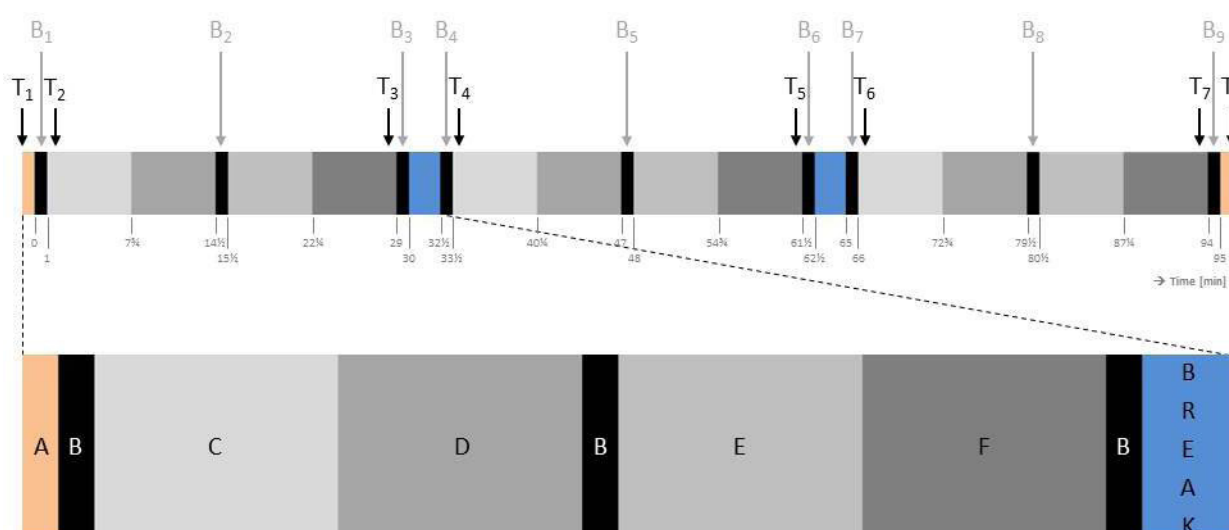 B1 B2 B3 B4 B5 B6 B7 B8 B9
T1 T2 T3 T4 T5 T6 T7 T
0 7¾ 14½ 22¾ 29 32½ 40¾ 47 54¾ 61½ 65 72¾ 79½ 87¾ 94
1 15½ 30 33½ 48 62½ 66 80½ 95
→ Time [min]
A B C D B E F B BREAK